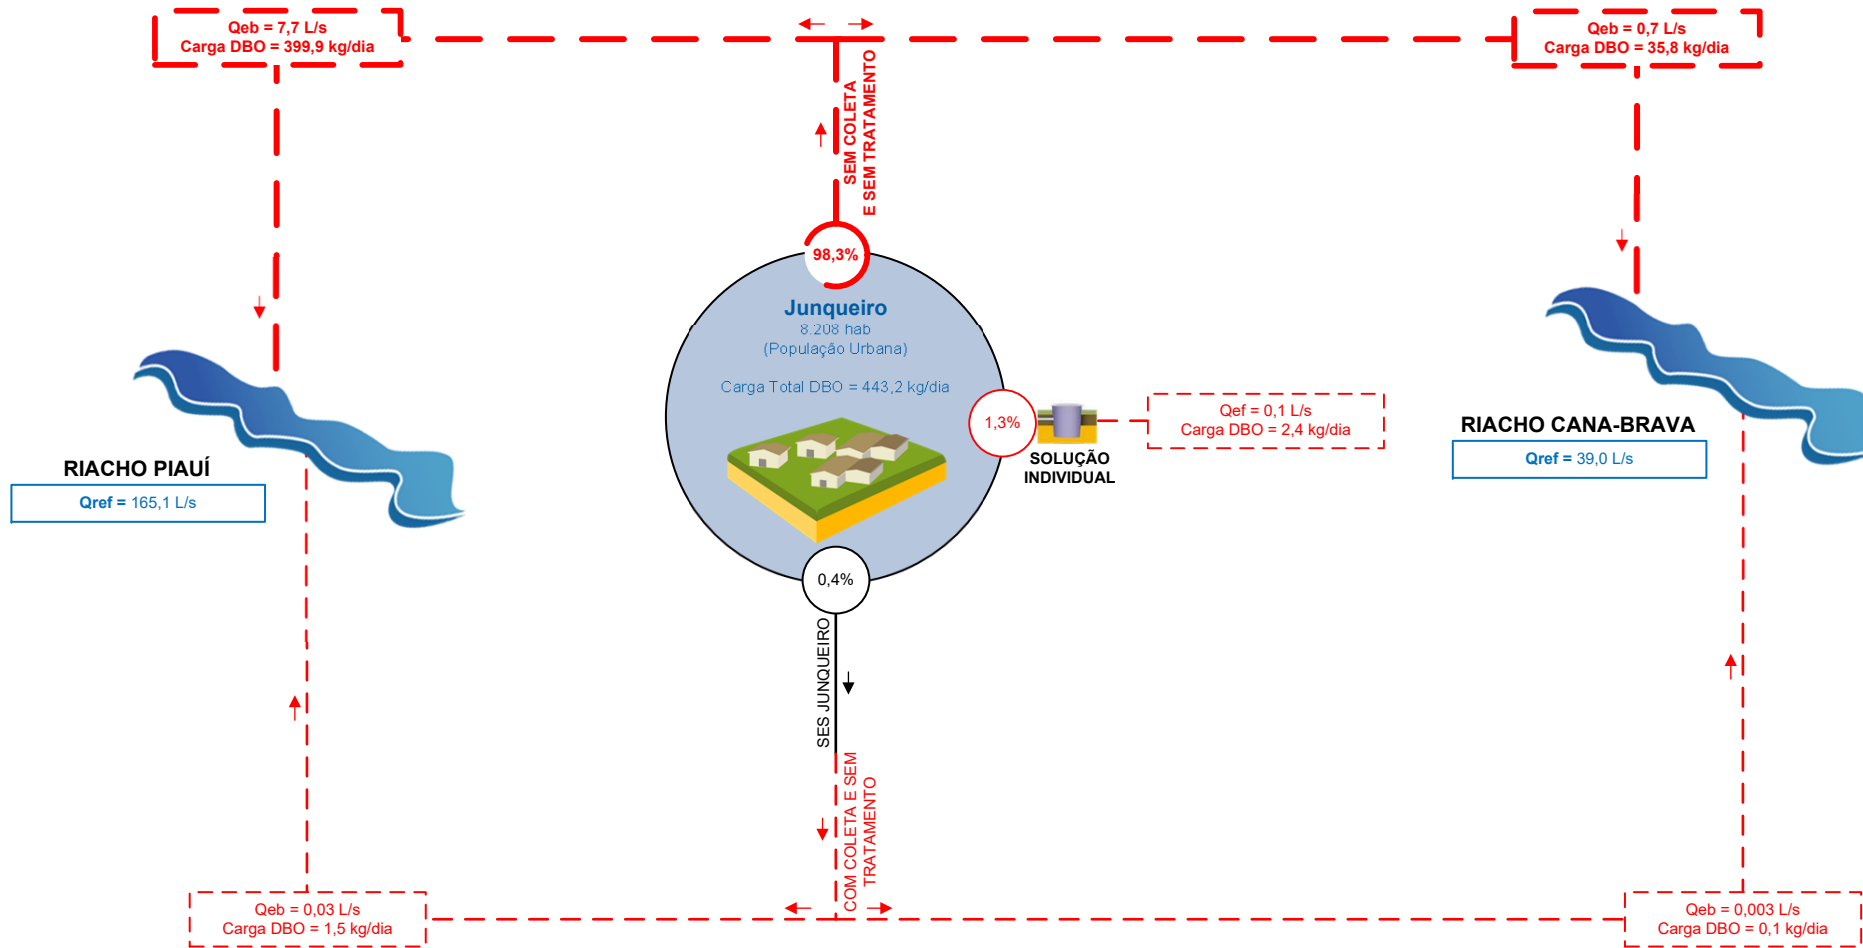 Qeb = 7,7 L/s
Carga DBO = 399,9 kg/dia
Qeb = 0,7 L/s
Carga DBO = 35,8 kg/dia
SEM COLETA
E SEM TRATAMENTO
98,3%
Junqueiro
8.208 hab
(População Urbana)
Carga Total DBO = 443,2 kg/dia
1,3%
SOLUÇÃO
INDIVIDUAL
Qef = 0,1 L/s
Carga DBO = 2,4 kg/dia
RIACHO PIAUÍ
Qref = 165,1 L/s
RIACHO CANA-BRAVA
Qref = 39,0 L/s
0,4%
SES JUNQUEIRO
COM COLETA E SEM
TRATAMENTO
Qeb = 0,03 L/s
Carga DBO = 1,5 kg/dia
Qeb = 0,003 L/s
Carga DBO = 0,1 kg/dia